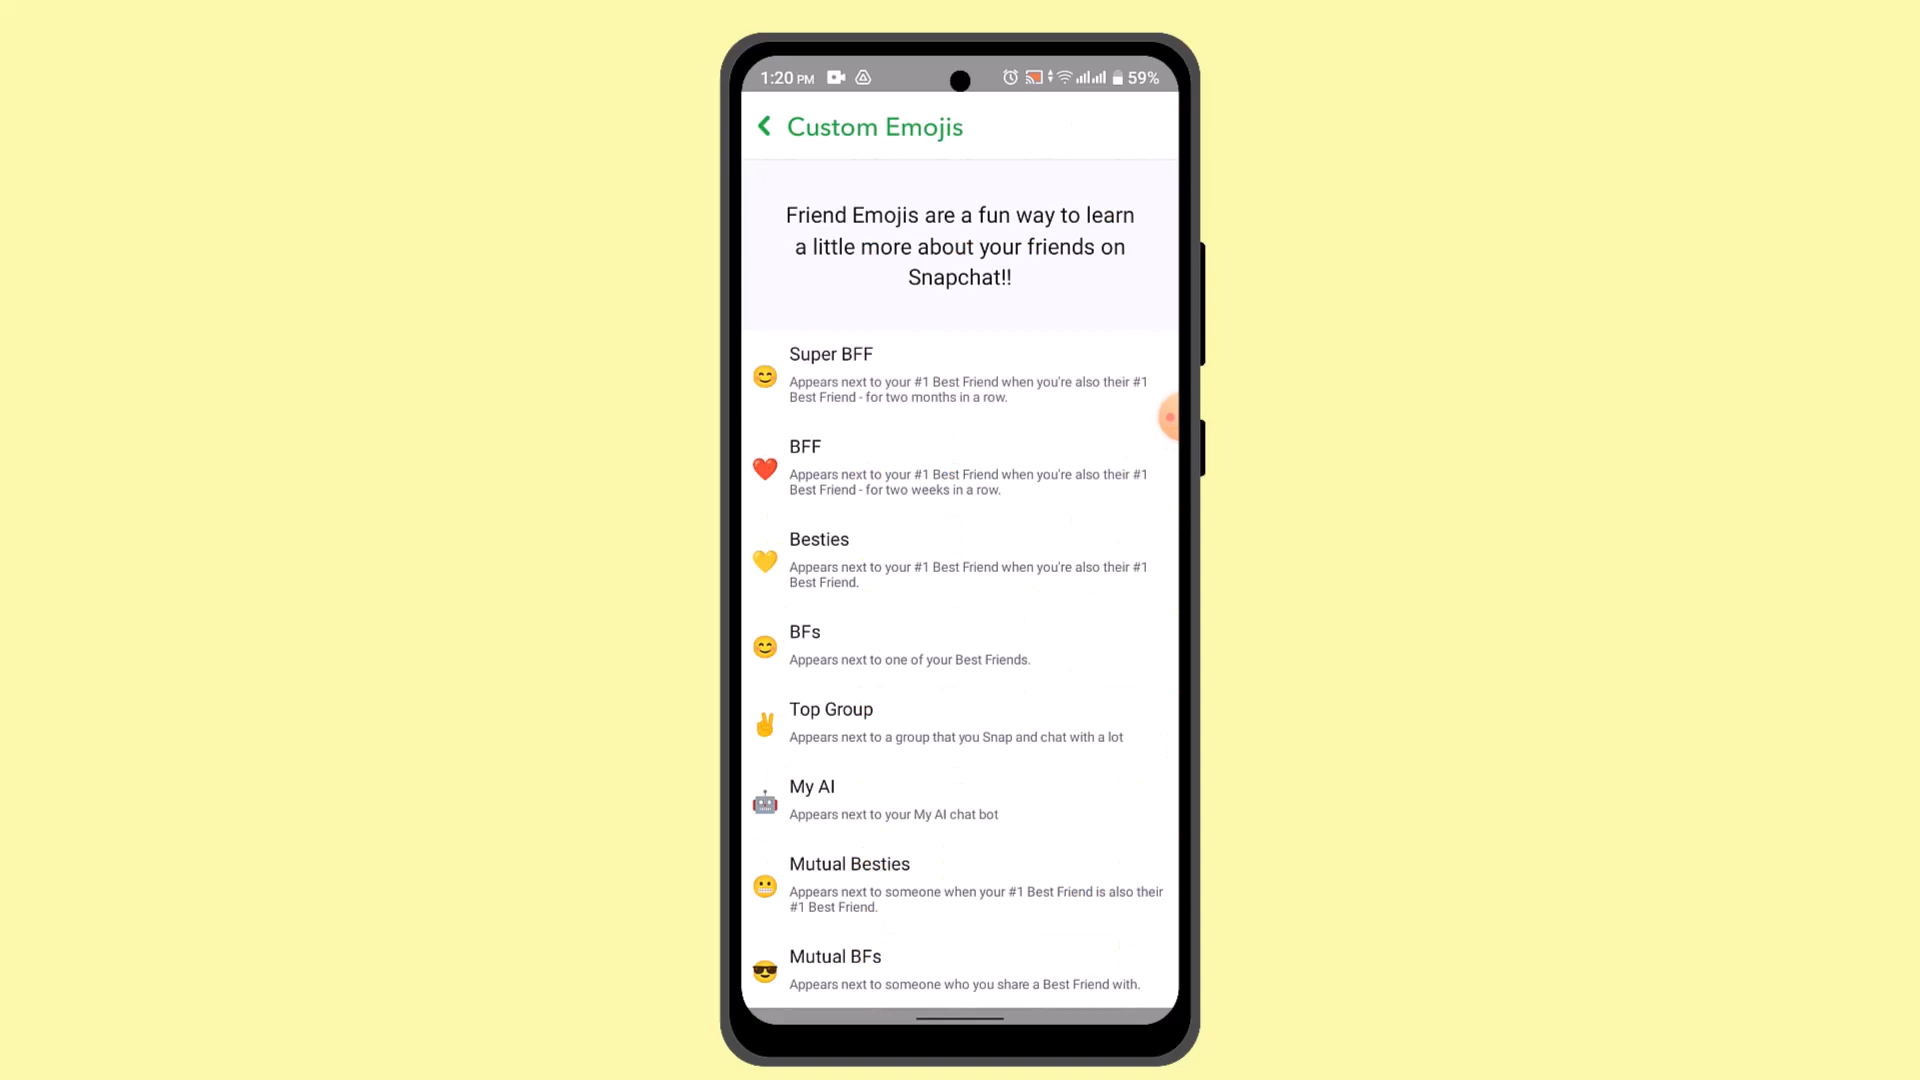 1:20 PM
59%
Custom Emojis
Friend Emojis are a fun way to learn
a little more about your friends on
Snapchat!!
Super BFF
Appears next to your #1 Best Friend when you're also their #1
Best Friend - for two months in a row.
BFF
Appears next to your #1 Best Friend when you're also their #1
Best Friend - for two weeks in a row.
Besties
Appears next to your #1 Best Friend when you're also their #1
Best Friend.
BFs
Appears next to one of your Best Friends.
Top Group
Appears next to a group that you Snap and chat with a lot
My AI
Appears next to your My AI chat bot
Mutual Besties
Appears next to someone when your #1 Best Friend is also their
#1 Best Friend.
Mutual BFs
Appears next to someone who you share a Best Friend with.